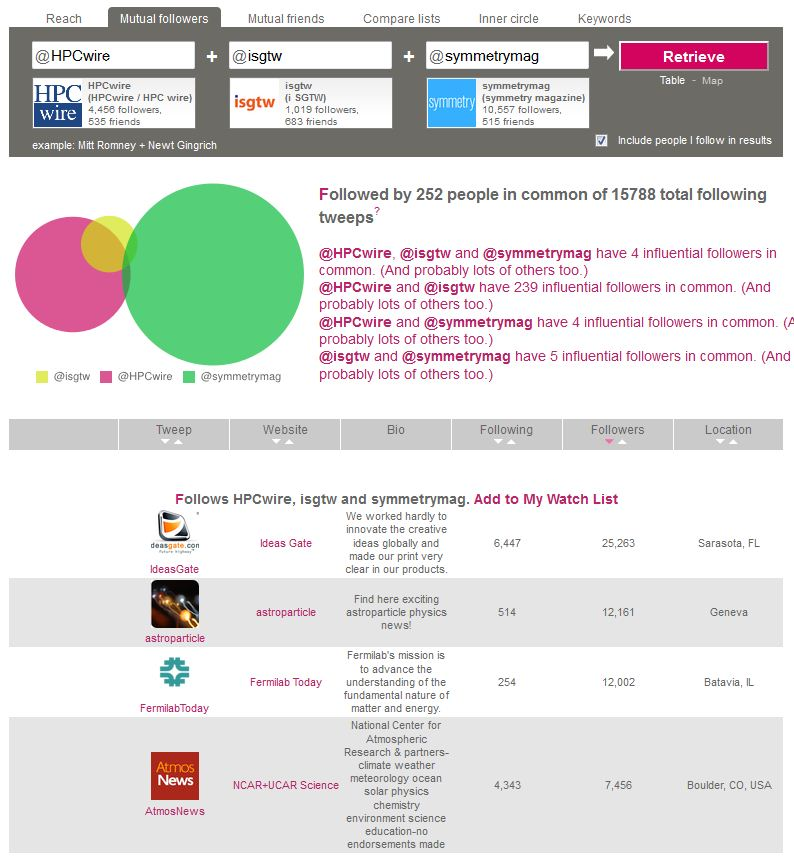 Reach Mutual followers Mutual friends Compare lists Inner circle Keywords
@HPCwire + @isgtw + @symmetrymag Retrieve
Table - Map
HPC wire
HPCwire
(HPCwire / HPC wire)
4,456 followers,
535 friends
isgtw
isgtw
(i SGTW)
1,019 followers,
683 friends
symmetry
symmetrymag
(symmetry magazine)
10,557 followers,
515 friends
example: Mitt Romney + Newt Gingrich
Include people I follow in results
Followed by 252 people in common of 15788 total following
tweeps?
@HPCwire, @isgtw and @symmetrymag have 4 influential followers in
common. (And probably lots of others too.)
@HPCwire and @isgtw have 239 influential followers in common. (And
probably lots of others too.)
@HPCwire and @symmetrymag have 4 influential followers in common. (A
probably lots of others too.)
@isgtw and @symmetrymag have 5 influential followers in common. (And
probably lots of others too.)
@isgtw @HPCwire @symmetrymag
Tweep Website Bio Following Followers Location
Follows HPCwire, isgtw and symmetrymag. Add to My Watch List
deasgate.con
Future highway
IdeasGate
Ideas Gate
We worked hardly to
innovate the creative
ideas globally and
made our print very
clear in our products.
6,447 25,263 Sarasota, FL
astroparticle
astroparticle
Find here exciting
astroparticle physics
news!
514 12,161 Geneva
FermilabToday
Fermilab Today
Fermilab's mission is
to advance the
understanding of the
fundamental nature of
matter and energy.
254 12,002 Batavia, IL
Atmos
News
AtmosNews
NCAR+UCAR Science
National Center for
Atmospheric
Research & partners-
climate weather
meteorology ocean
solar physics
chemistry
environment science
education-no
endorsements made
4,343 7,456 Boulder, CO, USA